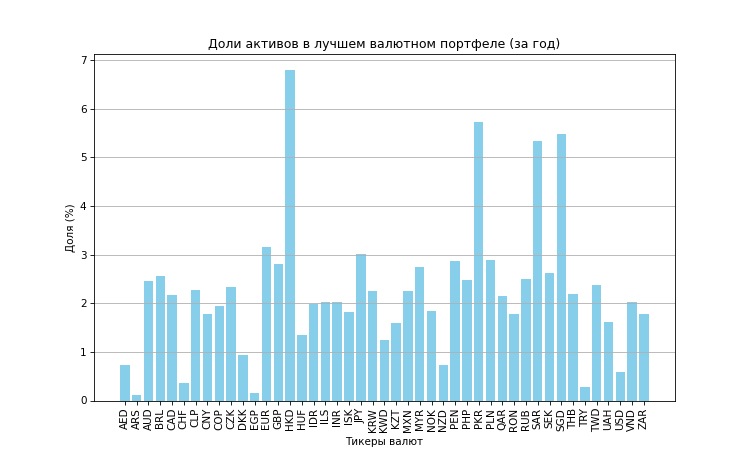 Доли активов в лучшем валютном портфеле (за год)
7
6
5
4
3
2
1
0
Доля (%)
AED
ARS
AUD
BRL
CAD
CHF
CLP
CNY
COP
CZK
DKK
EGP
EUR
GBP
HKD
HUF
IDR
ILS
INR
ISK
JPY
KRW
KWD
KZT
MXN
MYR
NOK
NZD
PEN
PHP
PKR
PLN
QAR
RON
RUB
SAR
SEK
SGD
THB
TRY
TWD
UAH
USD
VND
ZAR
Тикеры валют